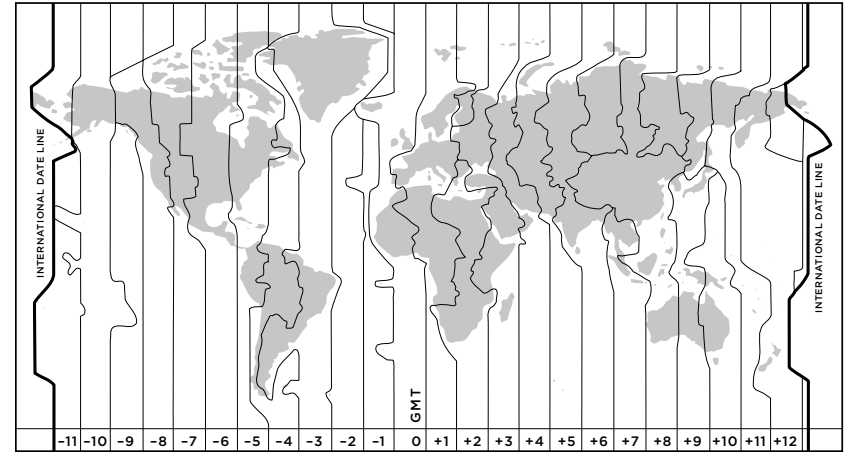 INTERNATIONAL DATE LINE
INTERNATIONAL DATE LINE
GMT
-11 -10 -9 -8 -7 -6 -5 -4 -3 -2 -1 0 +1 +2 +3 +4 +5 +6 +7 +8 +9 +10 +11 +12